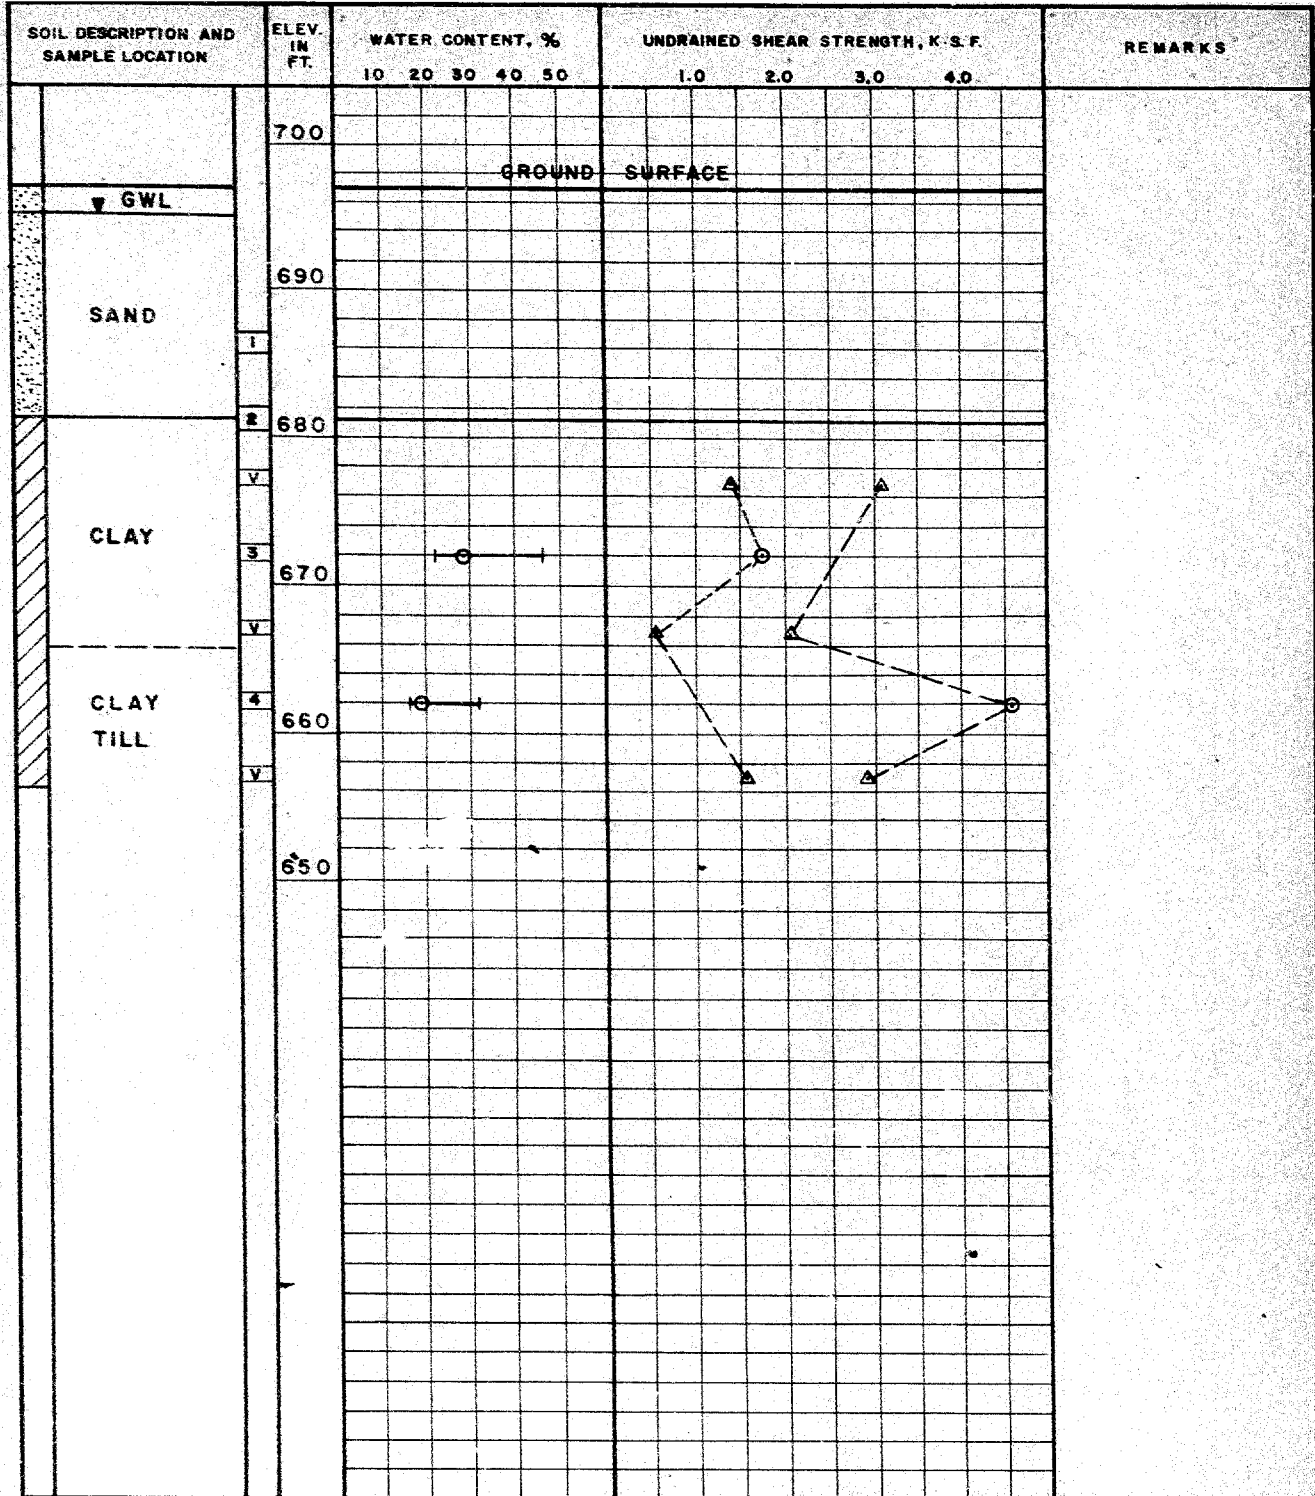 SOIL DESCRIPTION AND
SAMPLE LOCATION
ELEV.
IN
FT.
WATER CONTENT, %
10 20 30 40 50
UNDRAINED SHEAR STRENGTH, K.S.F.
1.0 2.0 3.0 4.0
REMARKS
700
GROUND SURFACE
GWL
690
SAND
1
2
680
V
CLAY
3
670
V
CLAY
TILL
4
660
V
650